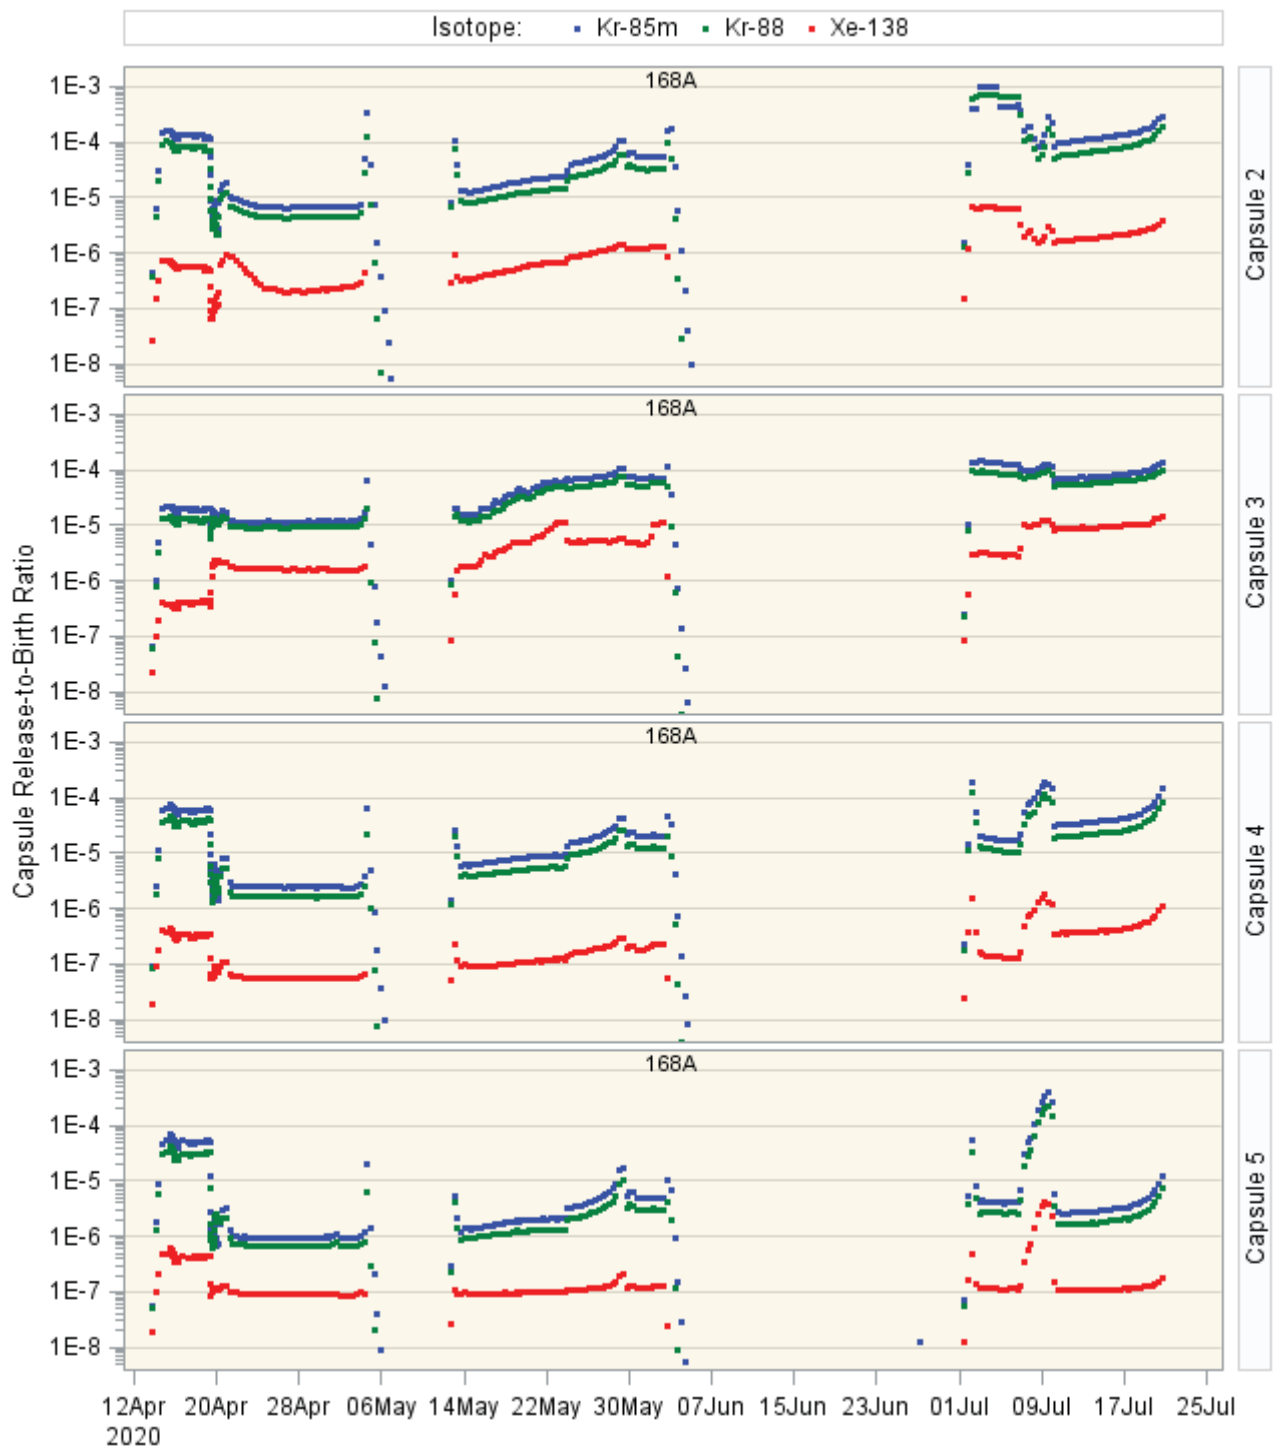 Isotope: Kr-85m Kr-88 Xe-138
Capsule Release-to-Birth Ratio
168A
1E-3
1E-4
1E-5
1E-6
1E-7
1E-8
Capsule 2
168A
1E-3
1E-4
1E-5
1E-6
1E-7
1E-8
Capsule 3
168A
1E-3
1E-4
1E-5
1E-6
1E-7
1E-8
Capsule 4
168A
1E-3
1E-4
1E-5
1E-6
1E-7
1E-8
Capsule 5
12Apr 20Apr 28Apr 06May 14May 22May 30May 07Jun 15Jun 23Jun 01Jul 09Jul 17Jul 25Jul
2020